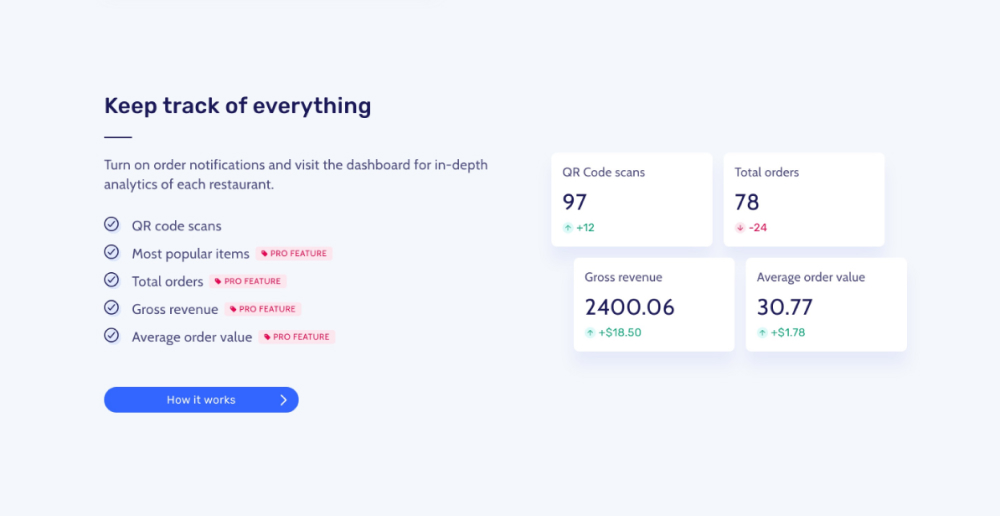 Keep track of everything
Turn on order notifications and visit the dashboard for in-depth
analytics of each restaurant.
QR code scans
Most popular items PRO FEATURE
Total orders PRO FEATURE
Gross revenue PRO FEATURE
Average order value PRO FEATURE
How it works
QR Code scans
97
+12
Total orders
78
-24
Gross revenue
2400.06
+$18.50
Average order value
30.77
+$1.78